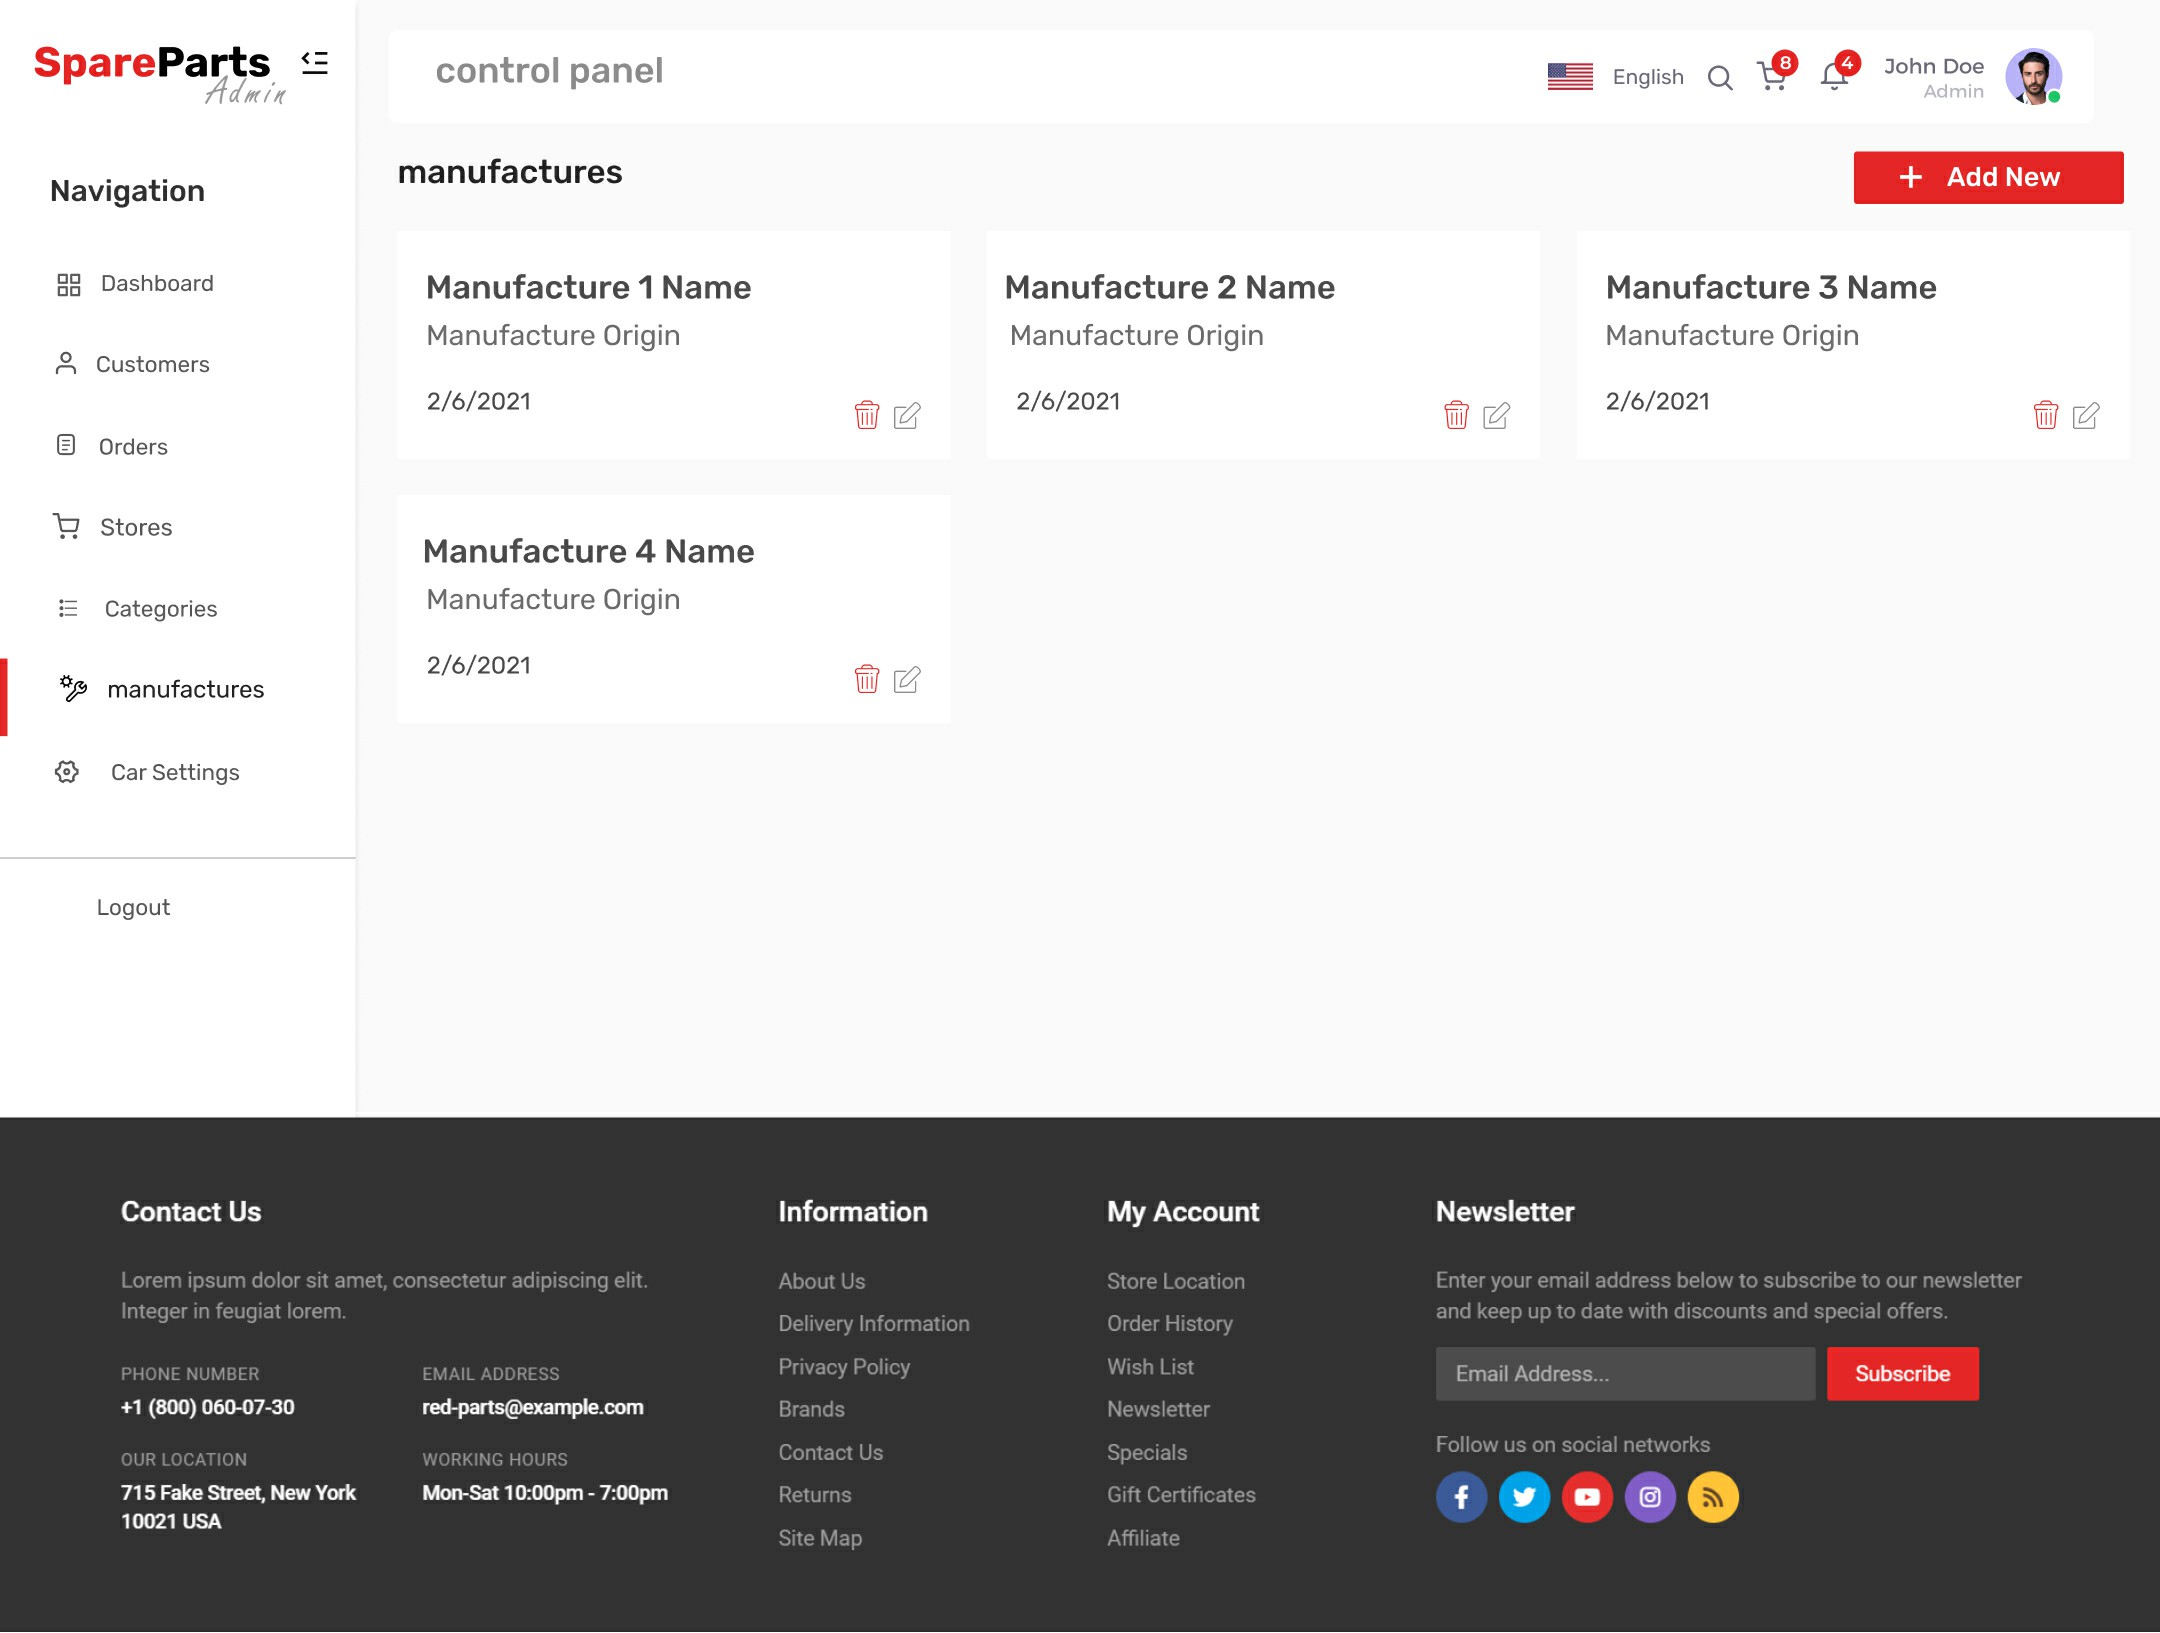 SpareParts
Admin
control panel
English
8
4
John Doe
Admin
Navigation
Dashboard
Customers
Orders
Stores
Categories
manufactures
Car Settings
Logout
manufactures
+ Add New
Manufacture 1 Name
Manufacture Origin
2/6/2021
Manufacture 2 Name
Manufacture Origin
2/6/2021
Manufacture 3 Name
Manufacture Origin
2/6/2021
Manufacture 4 Name
Manufacture Origin
2/6/2021
Contact Us
Lorem ipsum dolor sit amet, consectetur adipiscing elit.
Integer in feugiat lorem.
PHONE NUMBER
+1 (800) 060-07-30
EMAIL ADDRESS
red-parts@example.com
OUR LOCATION
715 Fake Street, New York
10021 USA
WORKING HOURS
Mon-Sat 10:00pm - 7:00pm
Information
About Us
Delivery Information
Privacy Policy
Brands
Contact Us
Returns
Site Map
My Account
Store Location
Order History
Wish List
Newsletter
Specials
Gift Certificates
Affiliate
Newsletter
Enter your email address below to subscribe to our newsletter
and keep up to date with discounts and special offers.
Email Address...
Subscribe
Follow us on social networks